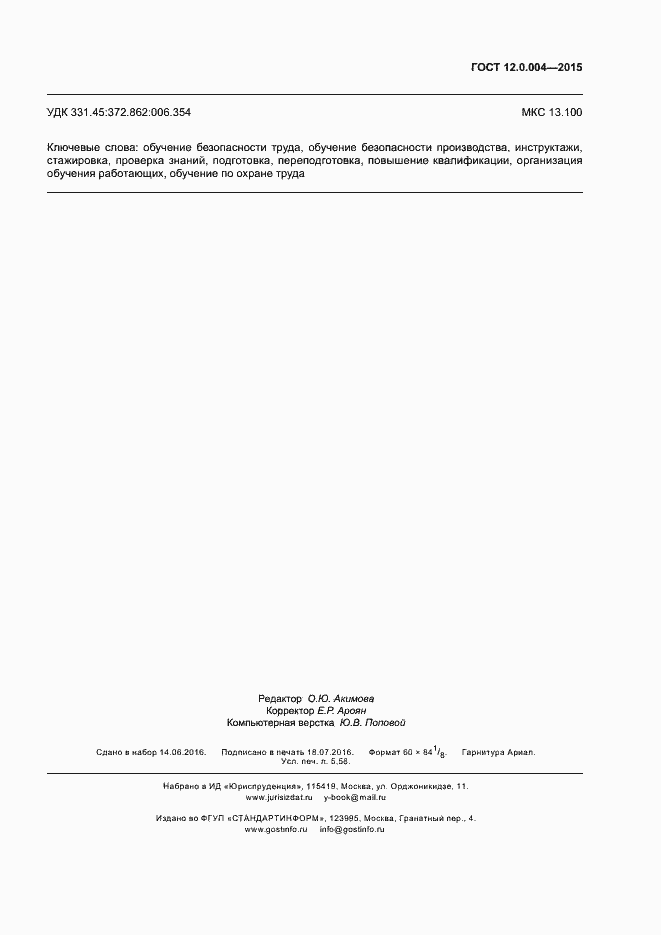 ГОСТ 12.0.004—2015
УДК 331.45:372.862:006.354 МКС 13.100
Ключевые слова: обучение безопасности труда, обучение безопасности производства, инструктажи,
стажировка, проверка знаний, подготовка, переподготовка, повышение квалификации, организация
обучения работающих, обучение по охране труда
Редактор О.Ю. Акимова
Корректор Е.Р. Ароян
Компьютерная верстка Ю.В. Поповой
Сдано в набор 14.06.2016. Подписано в печать 18.07.2016. Формат 60 × 84 1/8. Гарнитура Ариал.
Усл. печ. л. 5,58.
Набрано в ИД «Юриспруденция», 115419, Москва, ул. Орджоникидзе, 11.
www.jurisizdat.ru y-book@mail.ru
Издано во ФГУП «СТАНДАРТИНФОРМ», 123995, Москва, Гранатный пер., 4.
www.gostinfo.ru info@gostinfo.ru